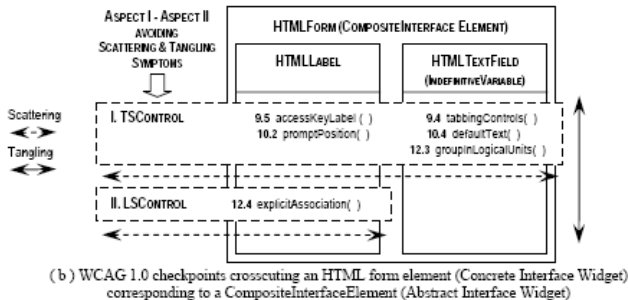 ASPECT I - ASPECT II
AVOIDING
SCATTERING & TANGLING
SYMPTOMS
HTMLFORM (COMPOSITEINTERFACE ELEMENT)
HTMLLABEL
HTMLTEXTFIELD
(INDEFINITIVARIABLE)
Scattering
Tangling
I. TSCONTROL
9.5 accessKeyLabel( )
10.2 promptPosition( )
9.4 tabbingControls( )
10.4 defaultText( )
12.3 groupInLogicalUnits( )
II. LSCONTROL
12.4 explicitAssociation( )
( b ) WCAG 1.0 checkpoints crosscuting an HTML form element (Concrete Interface Widget)
corresponding to a CompositeInterfaceElement (Abstract Interface Widget)